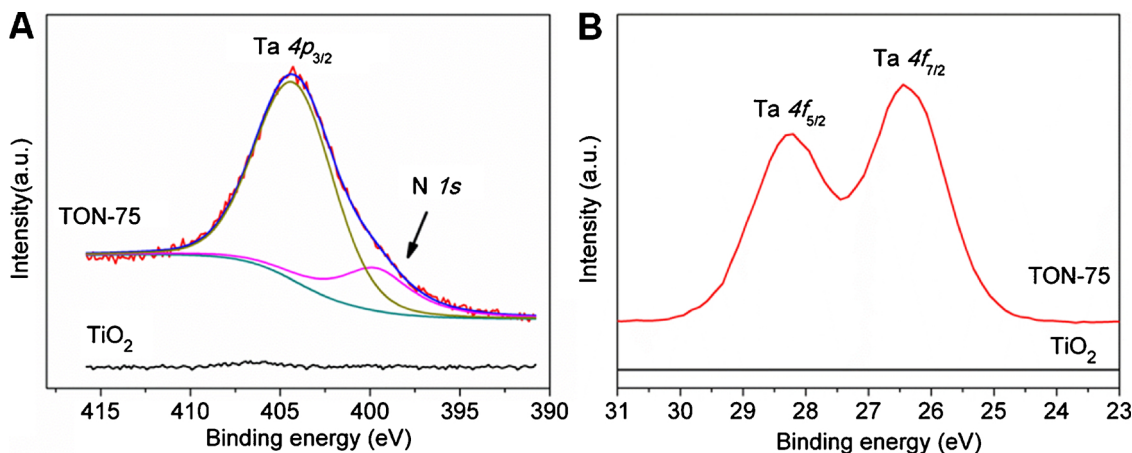 A
Ta 4p3/2
N 1s
TON-75
TiO2
Intensity(a.u.)
415 410 405 400 395 390
Binding energy (eV)
B
Ta 4f7/2
Ta 4f5/2
TON-75
TiO2
Intensity (a.u.)
31 30 29 28 27 26 25 24 23
Binding energy (eV)